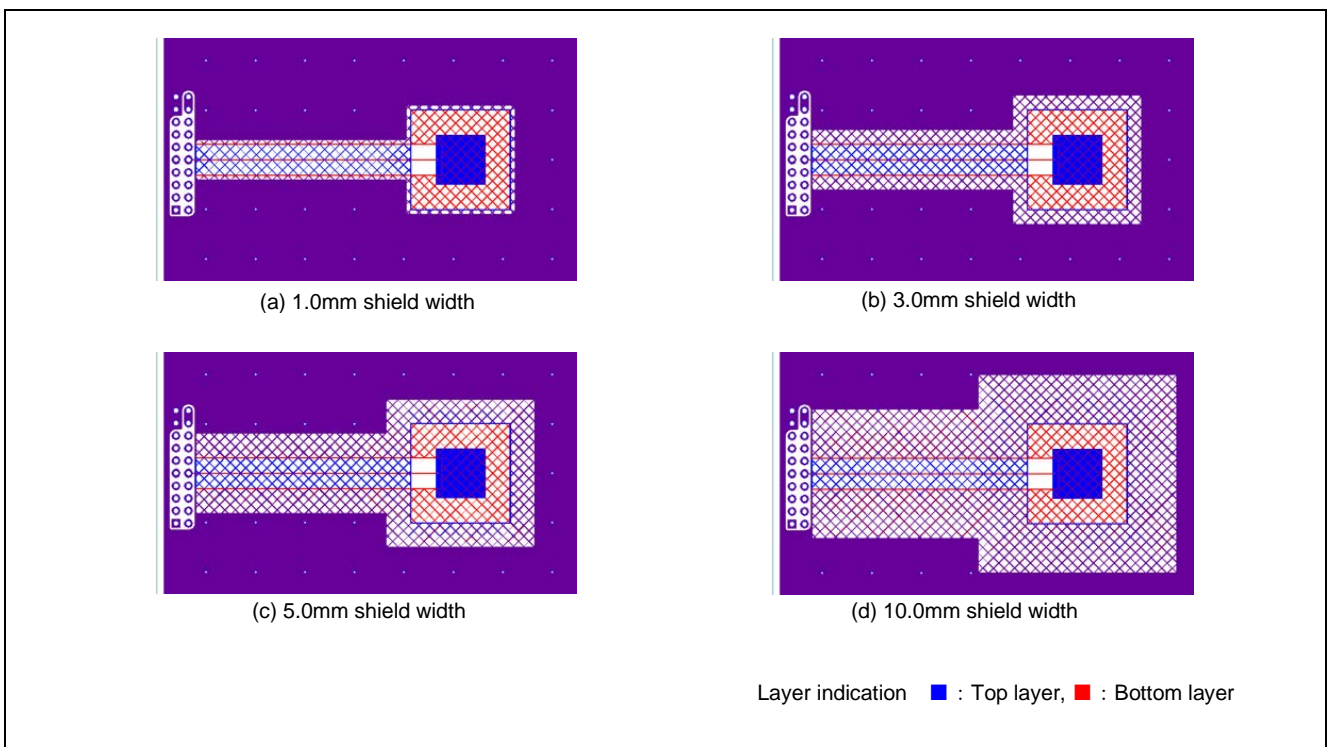 (a) 1.0mm shield width
(b) 3.0mm shield width
(c) 5.0mm shield width
(d) 10.0mm shield width
Layer indication ■ : Top layer, ■ : Bottom layer